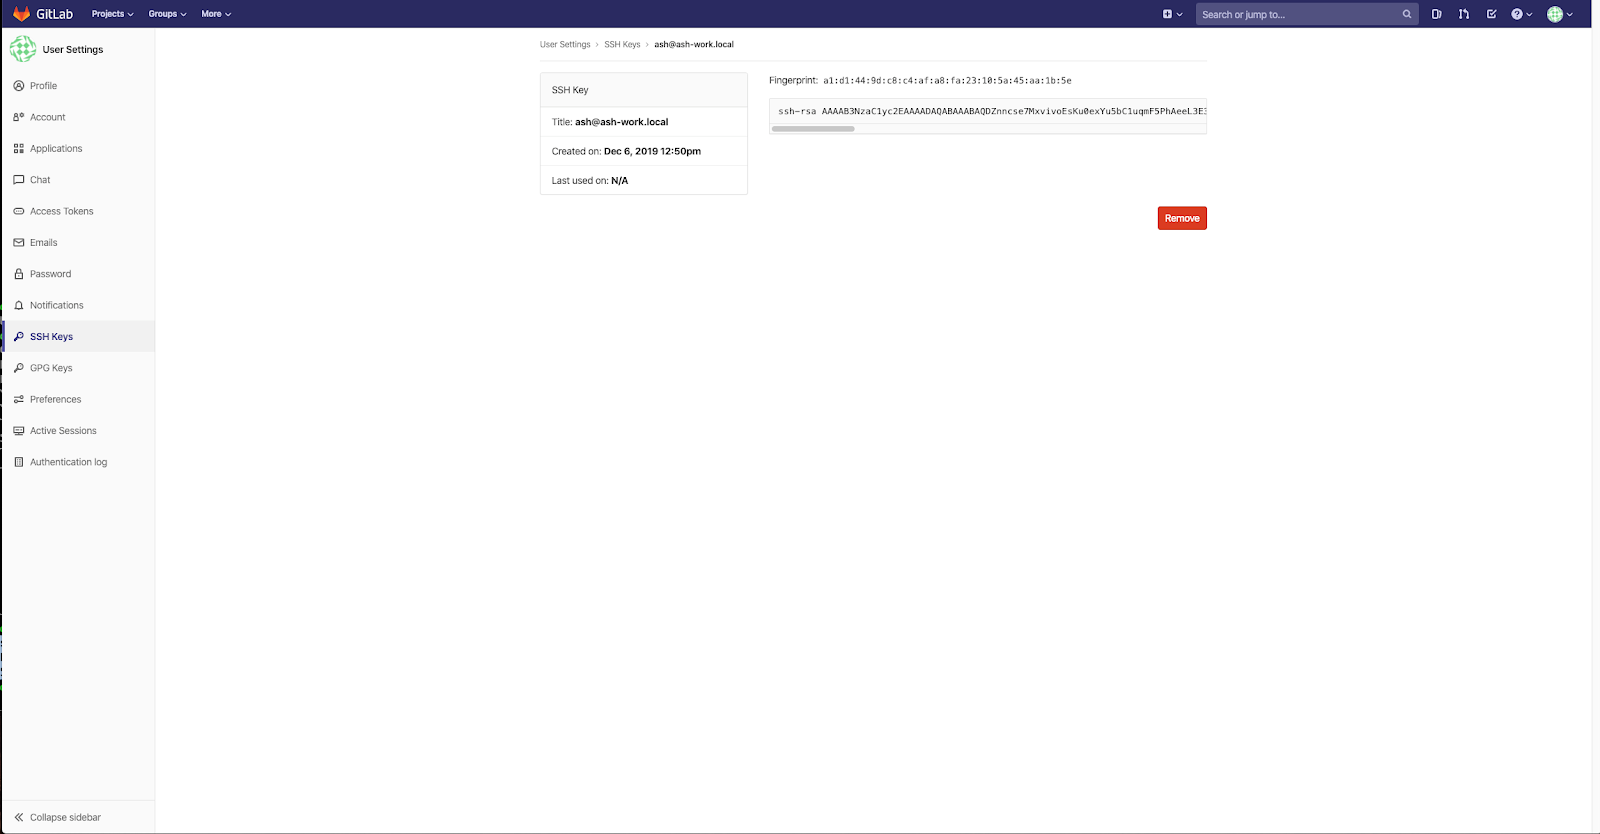 GitLab Projects Groups More Search or jump to...
User Settings
Profile
Account
Applications
Chat
Access Tokens
Emails
Password
Notifications
SSH Keys
GPG Keys
Preferences
Active Sessions
Authentication log
Collapse sidebar
User Settings › SSH Keys › ash@ash-work.local
SSH Key
Title: ash@ash-work.local
Created on: Dec 6, 2019 12:50pm
Last used on: N/A
Fingerprint: a1:d1:44:9d:c8:c4:af:a8:fa:23:10:5a:45:aa:1b:5e
ssh-rsa AAAAB3NzaC1yc2EAAAADAQABAAABAQDZnncse7MxvivoEsKu0exYu5bC1uqmF5PhAeeL3E3
Remove